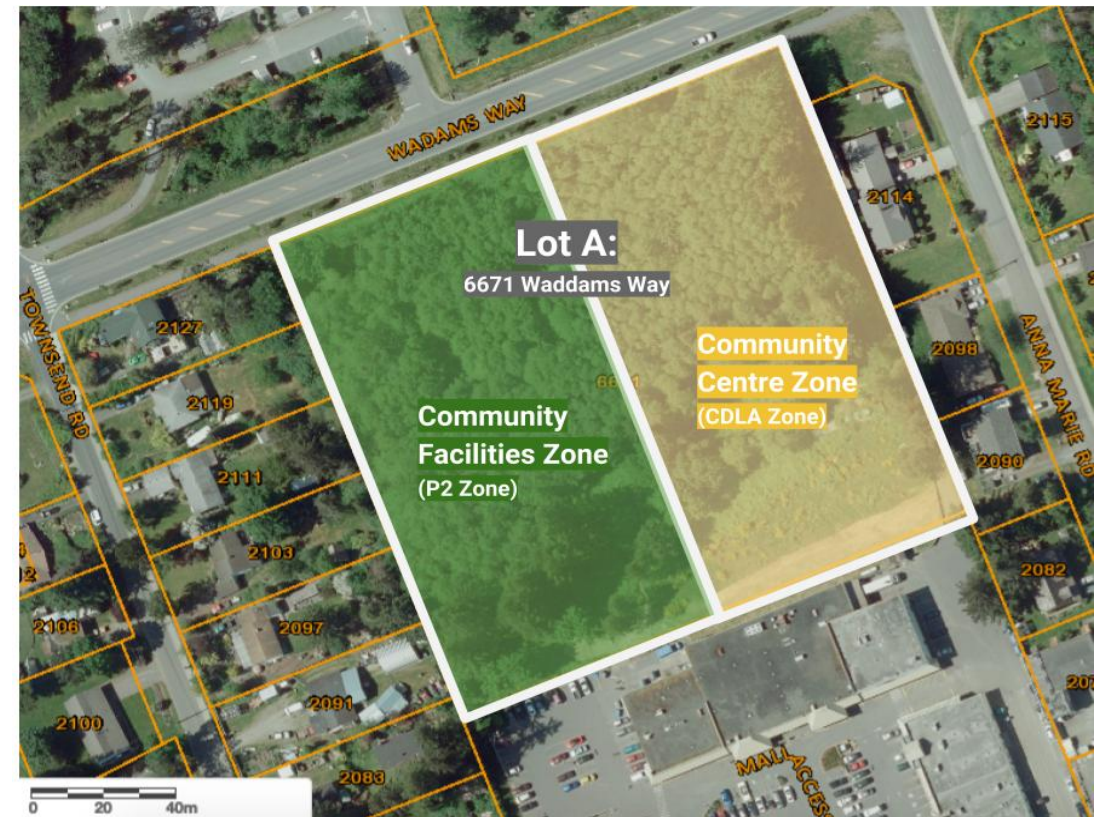 WADAMS WAY
2115
2114
Lot A:
6671 Waddams Way
TOWNSEND RD
2127
Community
Centre Zone
(CDLA Zone)
2098
ANNA MARIE RD
2119
Community
Facilities Zone
(P2 Zone)
2090
2111
2103
2082
2106
2097
2091
2100
2083
MALL ACCESS
0 20 40m